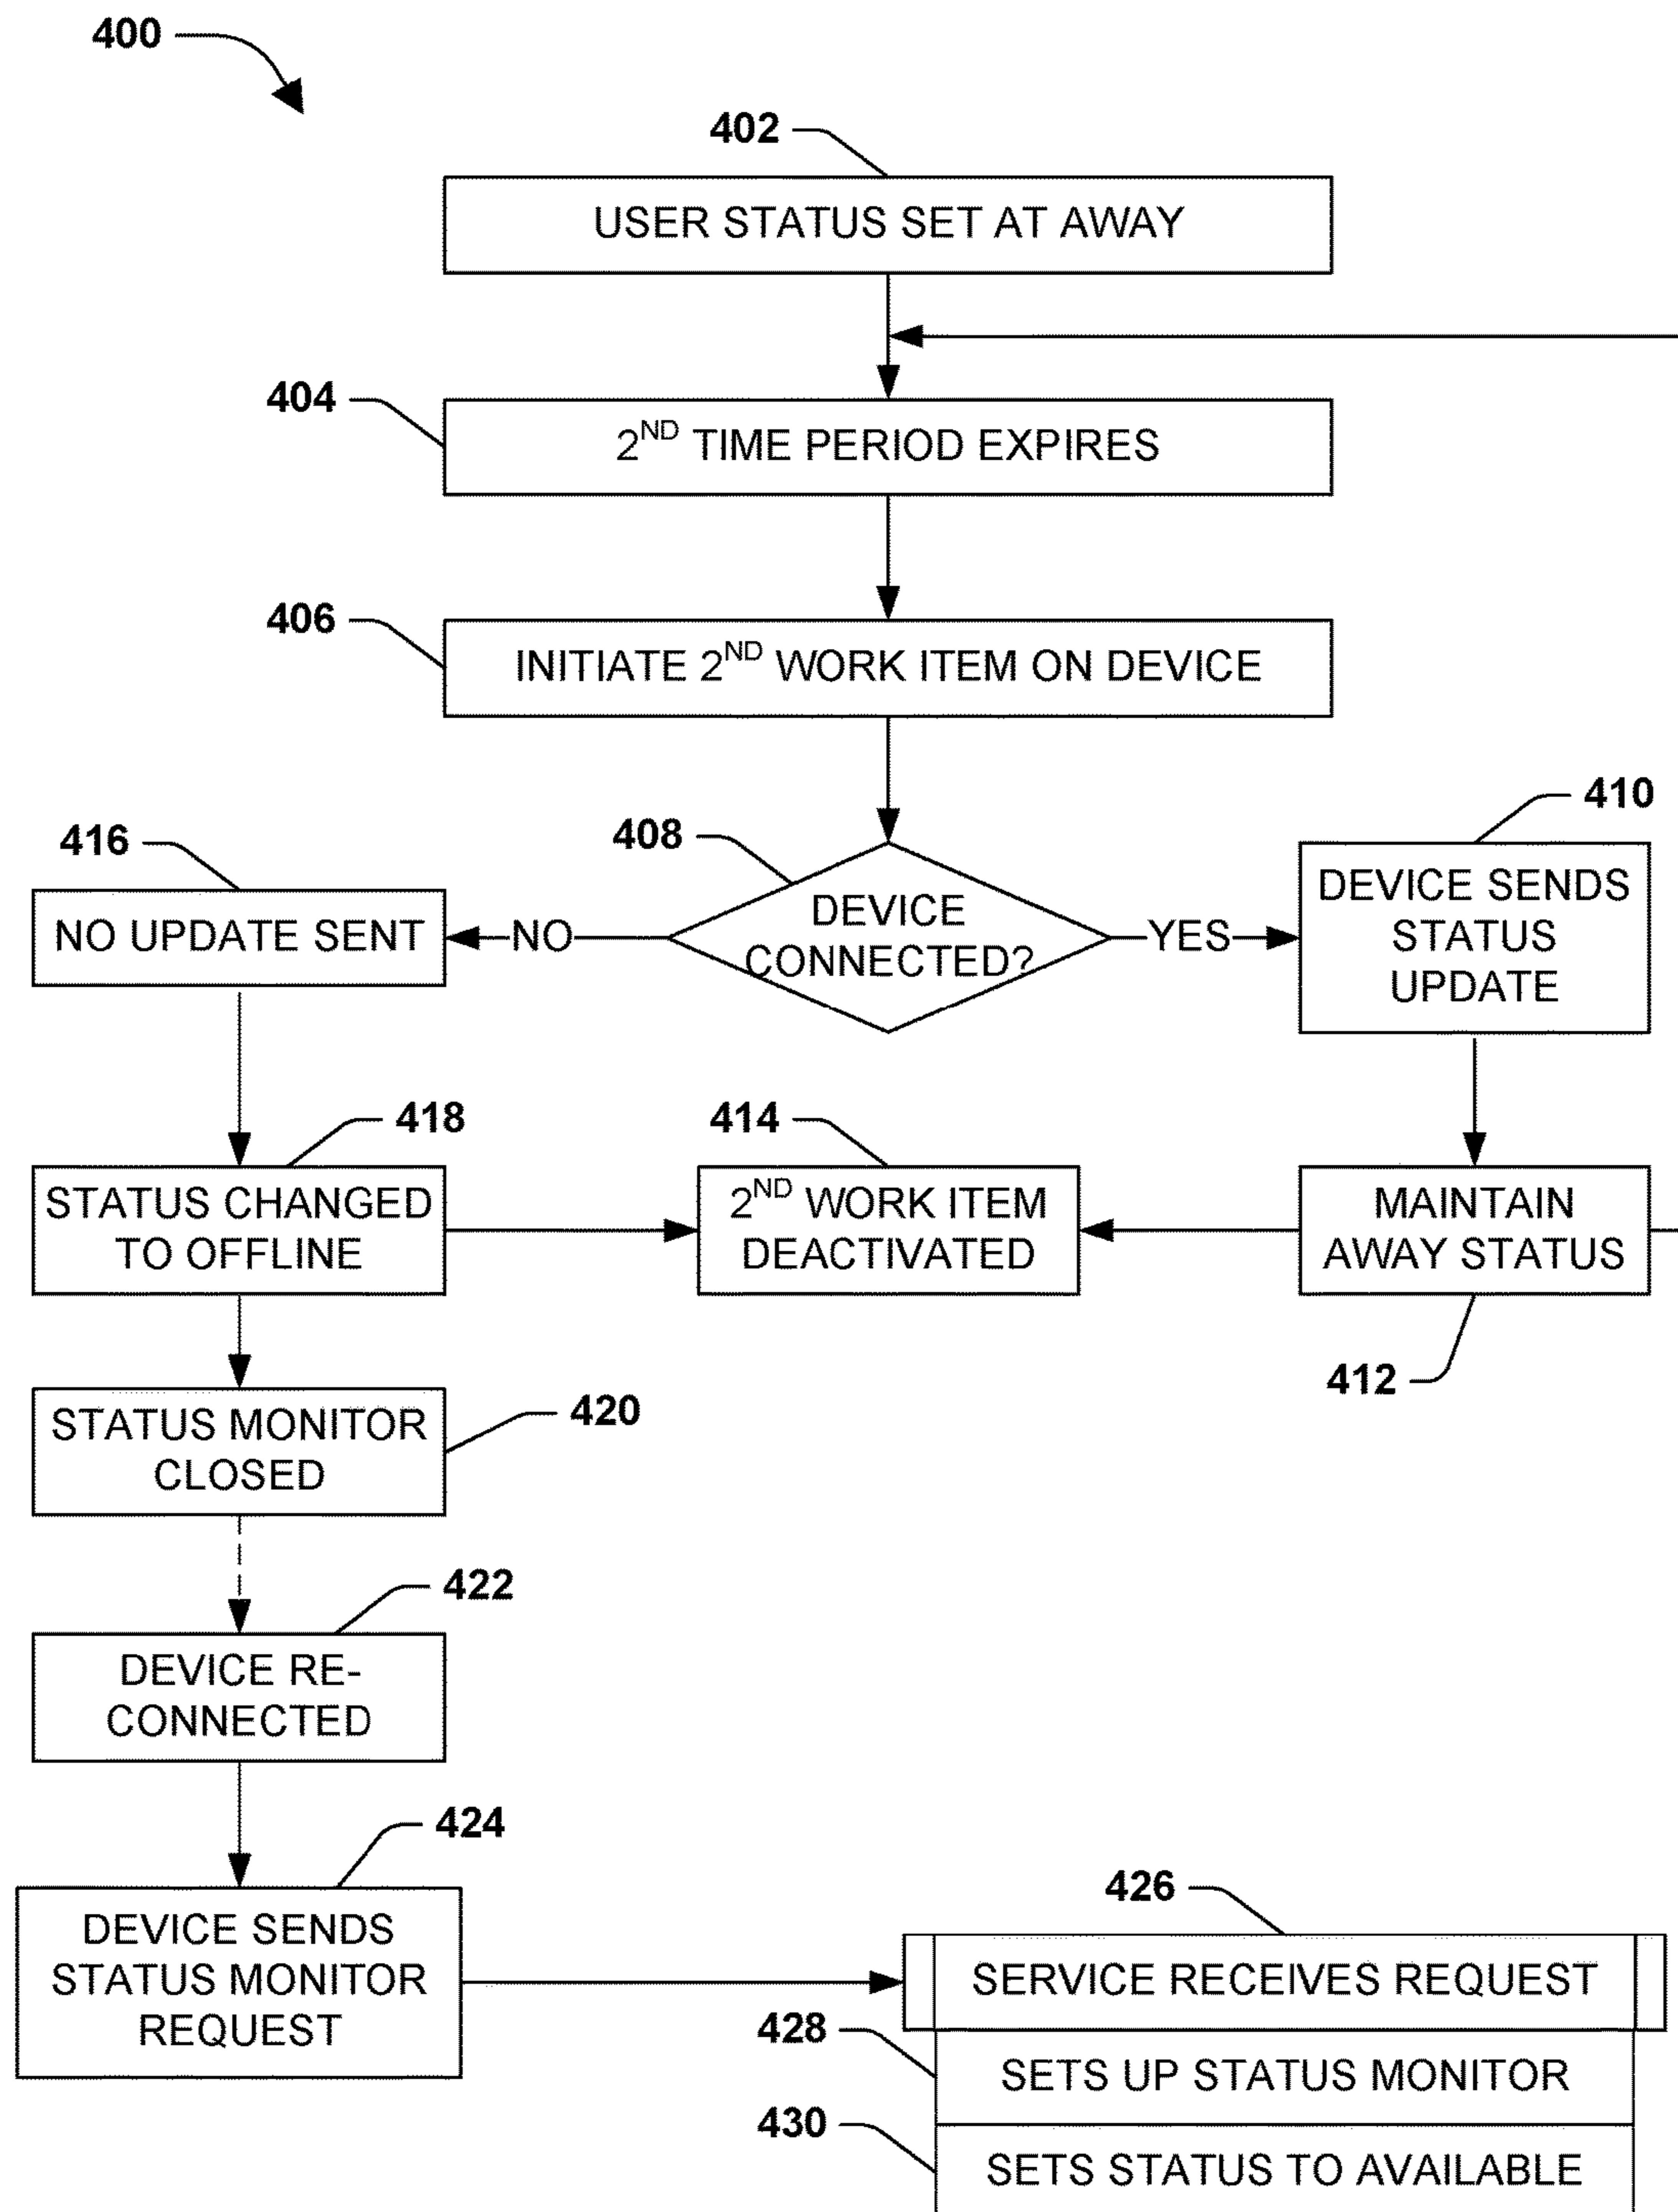 400
402
USER STATUS SET AT AWAY
404
2ND TIME PERIOD EXPIRES
406
INITIATE 2ND WORK ITEM ON DEVICE
408
DEVICE
CONNECTED?
NO
YES
410
DEVICE SENDS
STATUS
UPDATE
416
NO UPDATE SENT
418
STATUS CHANGED
TO OFFLINE
414
2ND WORK ITEM
DEACTIVATED
MAINTAIN
AWAY STATUS
412
STATUS MONITOR
CLOSED
420
422
DEVICE RE-
CONNECTED
424
DEVICE SENDS
STATUS MONITOR
REQUEST
426
SERVICE RECEIVES REQUEST
428
SETS UP STATUS MONITOR
430
SETS STATUS TO AVAILABLE